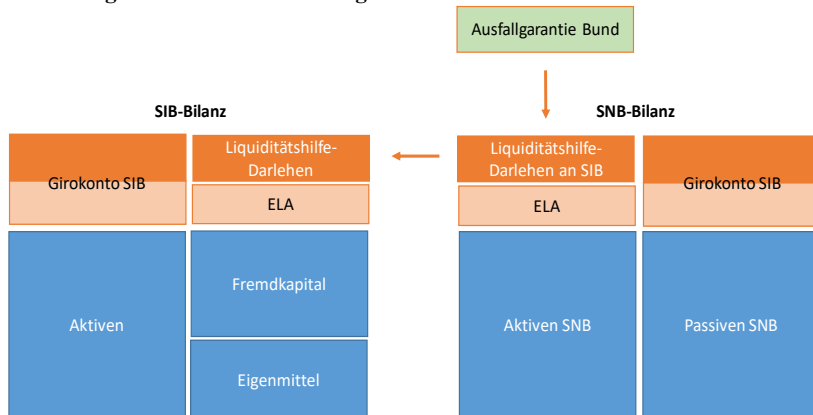 Ausfallgarantie Bund
SIB-Bilanz
SNB-Bilanz
Girokonto SIB
Liquiditätshilfe-
Darlehen
ELA
Liquiditätshilfe-
Darlehen an SIB
ELA
Girokonto SIB
Aktiven
Fremdkapital
Eigenmittel
Aktiven SNB
Passiven SNB